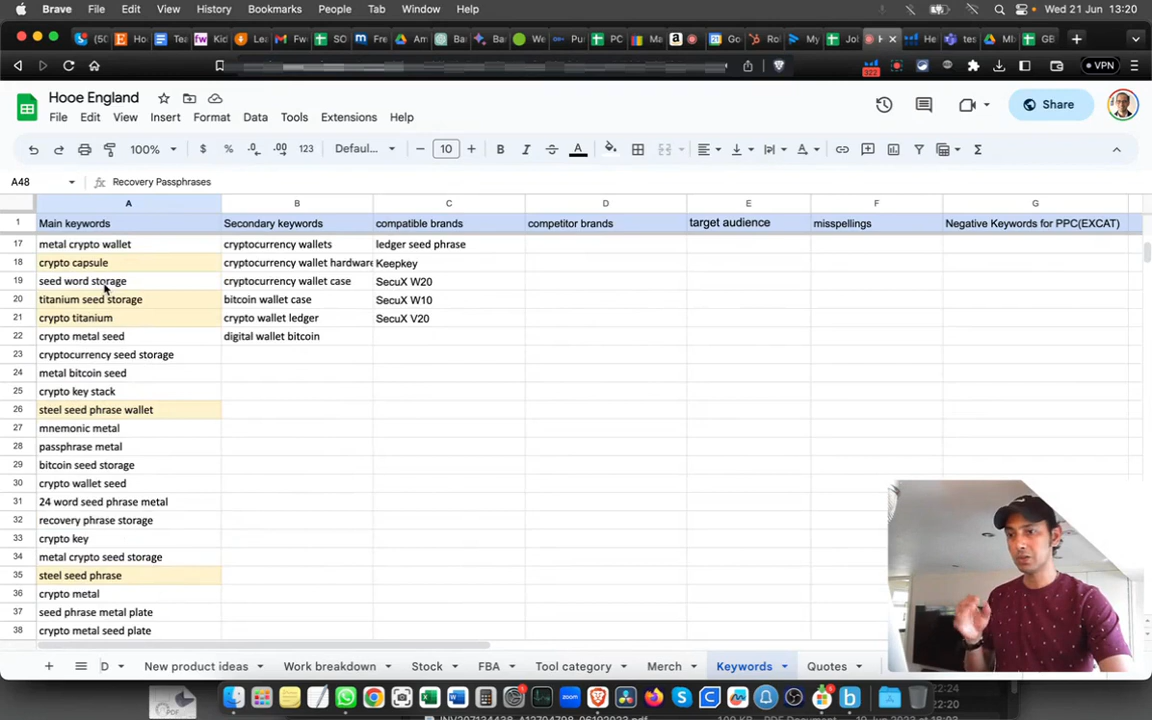 Brave File Edit View History Bookmarks People Tab Window Help Wed 21 Jun 13:20
VPN
Hooe England
Share
File Edit View Insert Format Data Tools Extensions Help
100% $ % .0 .00 123 Defaul... 10 B I A
A48 Recovery Passphrases
A B C D E F G
1 Main keywords Secondary keywords compatible brands competitor brands target audience misspellings Negative Keywords for PPC(EXCAT)
17 metal crypto wallet cryptocurrency wallets ledger seed phrase
18 crypto capsule cryptocurrency wallet hardware Keepkey
19 seed word storage cryptocurrency wallet case SecuX W20
20 titanium seed storage bitcoin wallet case SecuX W10
21 crypto titanium crypto wallet ledger SecuX V20
22 crypto metal seed digital wallet bitcoin
23 cryptocurrency seed storage
24 metal bitcoin seed
25 crypto key stack
26 steel seed phrase wallet
27 mnemonic metal
28 passphrase metal
29 bitcoin seed storage
30 crypto wallet seed
31 24 word seed phrase metal
32 recovery phrase storage
33 crypto key
34 metal crypto seed storage
35 steel seed phrase
36 crypto metal
37 seed phrase metal plate
38 crypto metal seed plate
D New product ideas Work breakdown Stock FBA Tool category Merch Keywords Quotes